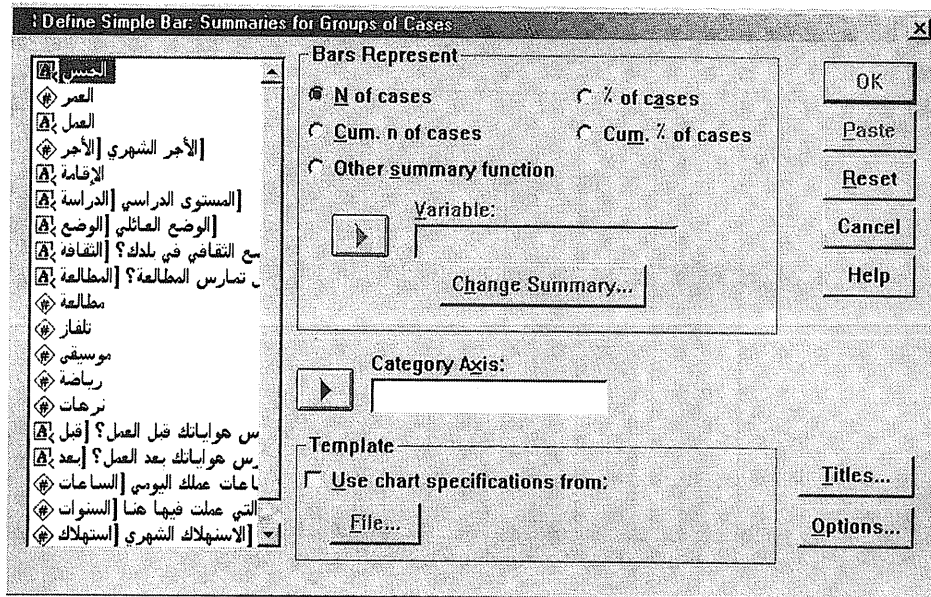 Define Simple Bar: Summaries for Groups of Cases
الجنس
العمر
العمل
الأجر الشهري [الأجر]
الإقامة
المستوى الدراسي [الدراسة]
الوضع العائلي [الوضع]
ضع الثقافي في بلدك؟ [الثقافة
ل تمارس المطالعة؟ [المطالعة
مطالعة
تلفاز
موسيقى
رياضة
نزهات
س هواياتك قبل العمل؟ [قبل
رس هواياتك بعد العمل؟ [بعد
اعات عملك اليومي [الساعات
التي عملت فيها هنا [السنوات
الاستهلاك الشهري [استهلاك]
Bars Represent
N of cases
% of cases
Cum. n of cases
Cum. % of cases
Other summary function
Variable:
Change Summary...
Category Axis:
Template
Use chart specifications from:
File...
OK
Paste
Reset
Cancel
Help
Titles...
Options...